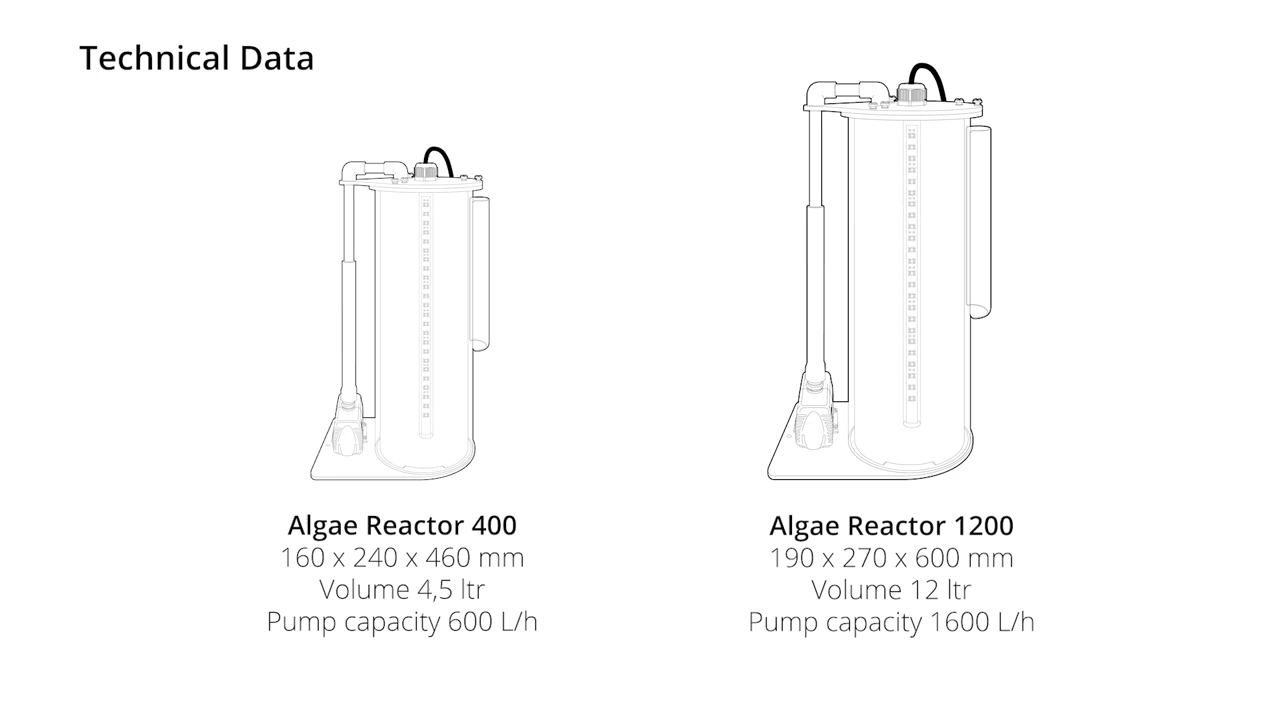 Technical Data
Algae Reactor 400
160 x 240 x 460 mm
Volume 4,5 ltr
Pump capacity 600 L/h
Algae Reactor 1200
190 x 270 x 600 mm
Volume 12 ltr
Pump capacity 1600 L/h